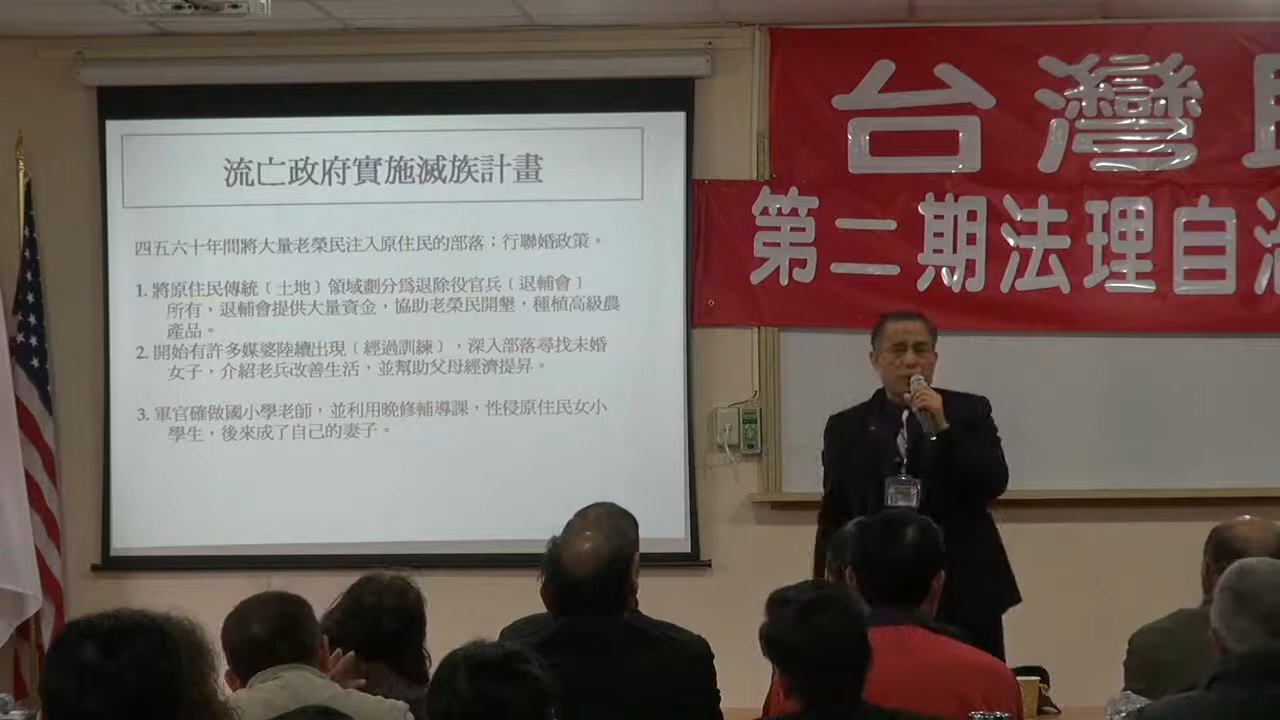 流亡政府實施滅族計畫
四五六十年間將大量老榮民注入原住民的部落；行聯婚政策。
1. 將原住民傳統﹝土地﹞領域劃分爲退除役官兵﹝退輔會﹞
所有，退輔會提供大量資金，協助老榮民開墾，種植高級農
產品。
2. 開始有許多媒婆陸續出現﹝經過訓練﹞，深入部落尋找未婚
女子，介紹老兵改善生活，並幫助父母經濟提昇。
3. 軍官確做國小學老師，並利用晚修輔導課，性侵原住民女小
學生，後來成了自己的妻子。
台灣
第二期法理自治